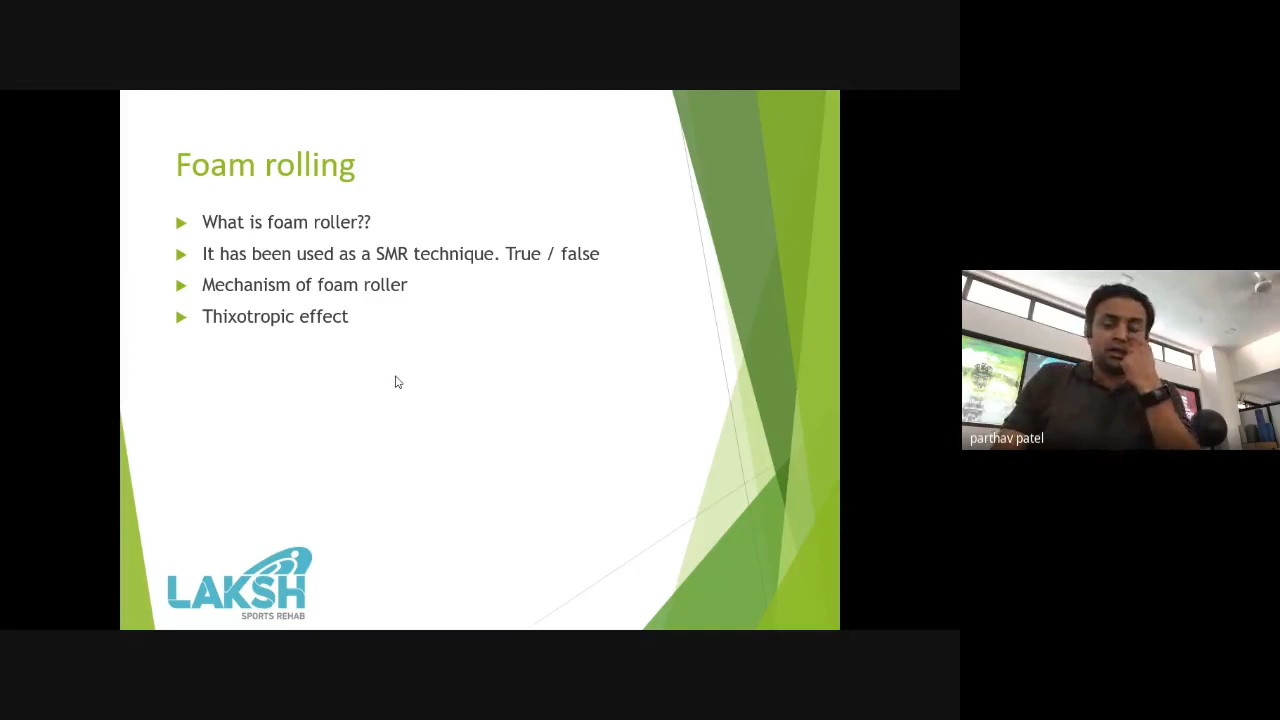 Foam rolling
What is foam roller??
It has been used as a SMR technique. True / false
Mechanism of foam roller
Thixotropic effect
LAKSH
SPORTS REHAB
parthav patel